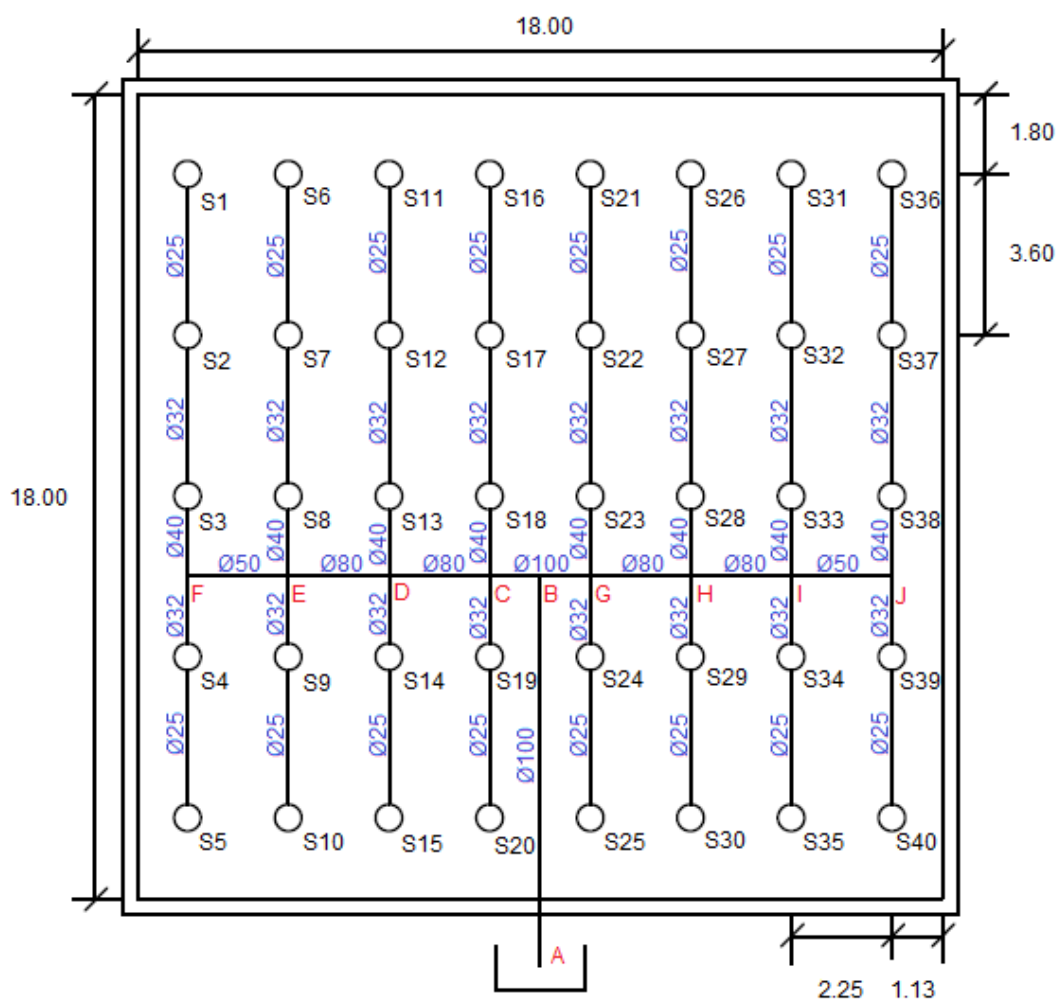 18.00
1.80
S1 S6 S11 S16 S21 S26 S31 S36
3.60
Ø25 Ø25 Ø25 Ø25 Ø25 Ø25 Ø25 Ø25
S2 S7 S12 S17 S22 S27 S32 S37
Ø32 Ø32 Ø32 Ø32 Ø32 Ø32 Ø32 Ø32
18.00
S3 S8 S13 S18 S23 S28 S33 S38
Ø40 Ø40 Ø40 Ø40 Ø40 Ø40 Ø40 Ø40
Ø50 Ø80 Ø80 Ø100 Ø80 Ø80 Ø50
F E D C B G H I J
Ø32 Ø32 Ø32 Ø32 Ø32 Ø32 Ø32 Ø32
S4 S9 S14 S19 S24 S29 S34 S39
Ø25 Ø25 Ø25 Ø25 Ø100 Ø25 Ø25 Ø25 Ø25
S5 S10 S15 S20 S25 S30 S35 S40
A
2.25 1.13